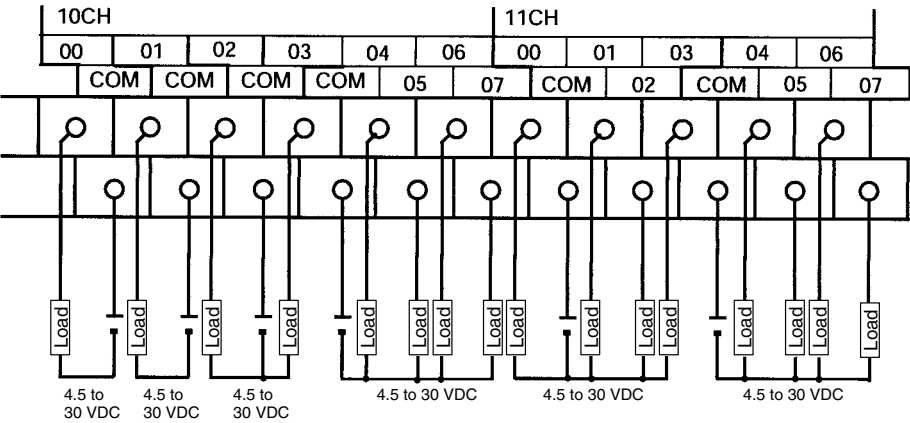 10CH 11CH
00 01 02 03 04 06 00 01 03 04 06
COM COM COM COM 05 07 COM 02 COM 05 07
Load Load Load Load Load Load Load Load Load Load Load Load Load Load Load Load
4.5 to 30 VDC 4.5 to 30 VDC 4.5 to 30 VDC
4.5 to
30 VDC
4.5 to
30 VDC
4.5 to
30 VDC